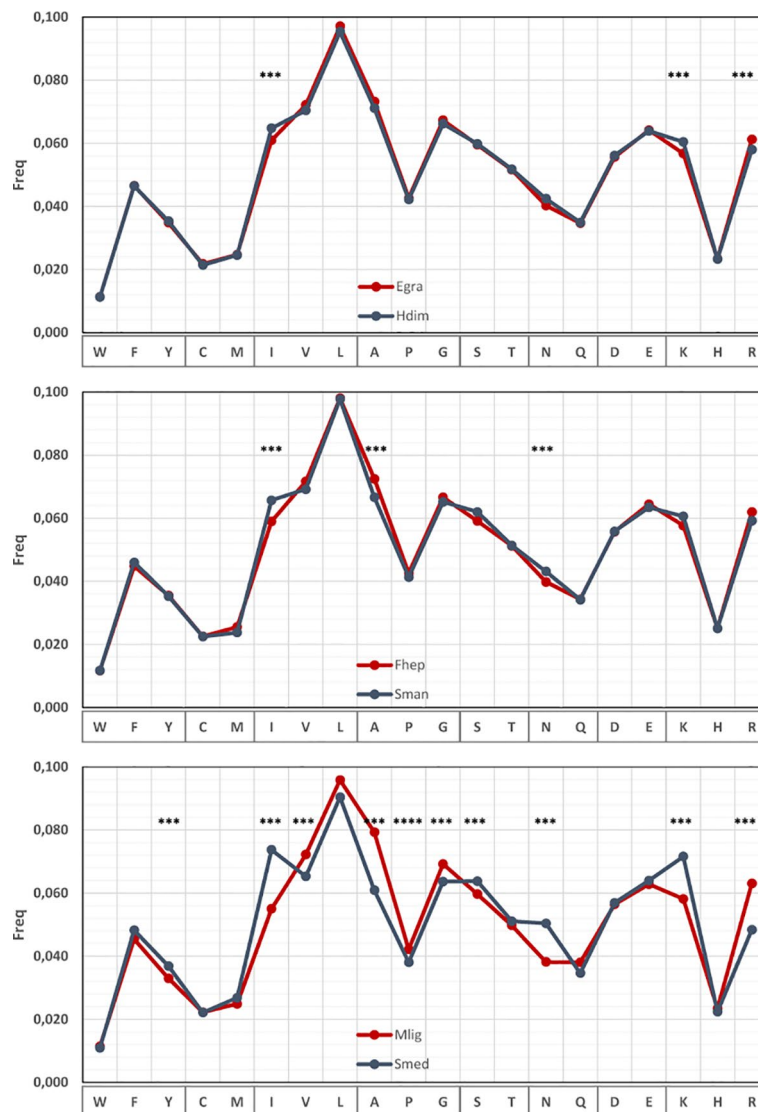 0,100
*** *** ***
0,080
0,060
Freq
0,040
0,020
Egra
Hdim
0,000
W F Y C M I V L A P G S T N Q D E K H R
0,100
0,080
*** *** ***
0,060
Freq
0,040
0,020
Fhep
Sman
0,000
W F Y C M I V L A P G S T N Q D E K H R
0,100
*** *** *** *** **** *** *** *** *** ***
0,080
0,060
Freq
0,040
0,020
Mlig
Smed
0,000
W F Y C M I V L A P G S T N Q D E K H R